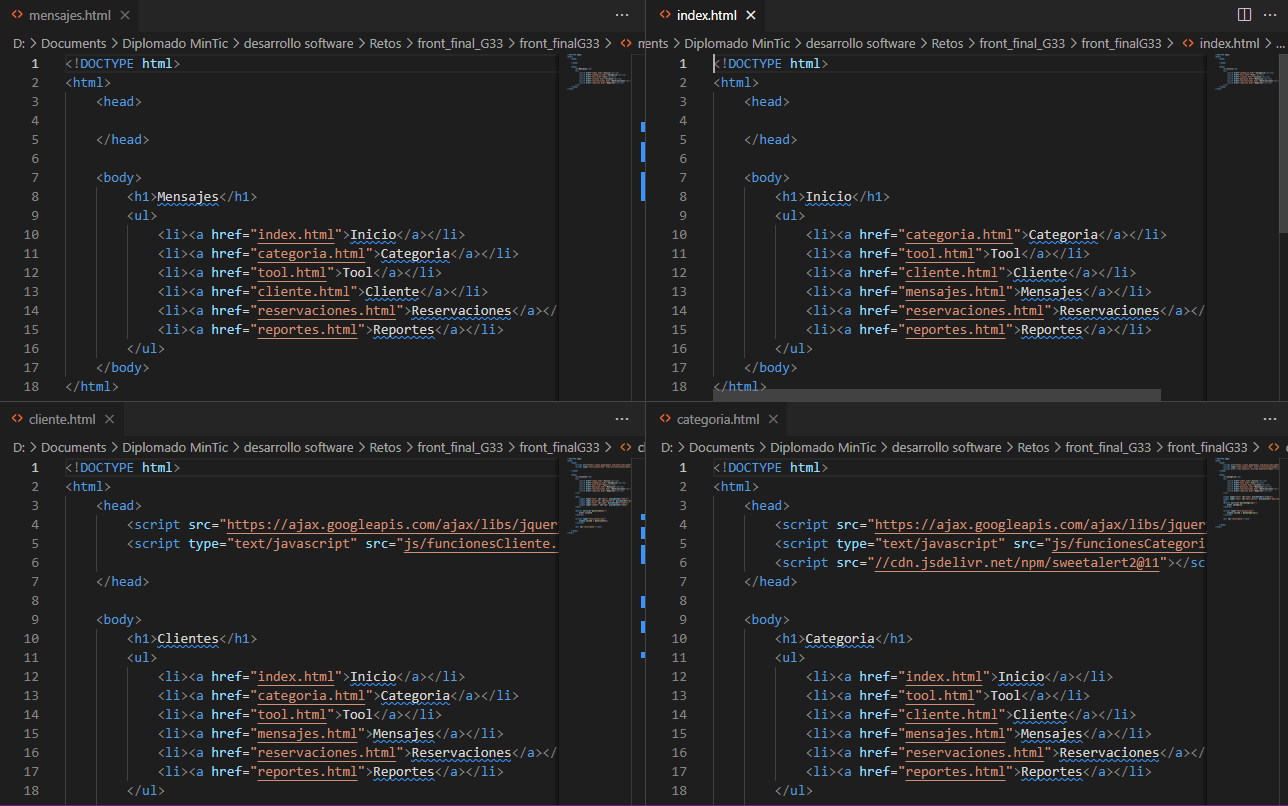 mensajes.html
D: > Documents > Diplomado MinTic > desarrollo software > Retos > front_final_G33 > front_finalG33 >
1 <!DOCTYPE html>
2 <html>
3 <head>
4
5 </head>
6
7 <body>
8 <h1>Mensajes</h1>
9 <ul>
10 <li><a href="index.html">Inicio</a></li>
11 <li><a href="categoria.html">Categoria</a></li>
12 <li><a href="tool.html">Tool</a></li>
13 <li><a href="cliente.html">Cliente</a></li>
14 <li><a href="reservaciones.html">Reservaciones</a></
15 <li><a href="reportes.html">Reportes</a></li>
16 </ul>
17 </body>
18 </html>
index.html
ments > Diplomado MinTic > desarrollo software > Retos > front_final_G33 > front_finalG33 > index.html > ...
1 <!DOCTYPE html>
2 <html>
3 <head>
4
5 </head>
6
7 <body>
8 <h1>Inicio</h1>
9 <ul>
10 <li><a href="categoria.html">Categoria</a></li>
11 <li><a href="tool.html">Tool</a></li>
12 <li><a href="cliente.html">Cliente</a></li>
13 <li><a href="mensajes.html">Mensajes</a></li>
14 <li><a href="reservaciones.html">Reservaciones</a></
15 <li><a href="reportes.html">Reportes</a></li>
16 </ul>
17 </body>
18 </html>
cliente.html
D: > Documents > Diplomado MinTic > desarrollo software > Retos > front_final_G33 > front_finalG33 > cl
1 <!DOCTYPE html>
2 <html>
3 <head>
4 <script src="https://ajax.googleapis.com/ajax/libs/jquer
5 <script type="text/javascript" src="js/funcionesCliente.
6
7 </head>
8
9 <body>
10 <h1>Clientes</h1>
11 <ul>
12 <li><a href="index.html">Inicio</a></li>
13 <li><a href="categoria.html">Categoria</a></li>
14 <li><a href="tool.html">Tool</a></li>
15 <li><a href="mensajes.html">Mensajes</a></li>
16 <li><a href="reservaciones.html">Reservaciones</a></
17 <li><a href="reportes.html">Reportes</a></li>
18 </ul>
categoria.html
D: > Documents > Diplomado MinTic > desarrollo software > Retos > front_final_G33 > front_finalG33 >
1 <!DOCTYPE html>
2 <html>
3 <head>
4 <script src="https://ajax.googleapis.com/ajax/libs/jquer
5 <script type="text/javascript" src="js/funcionesCategori
6 <script src="//cdn.jsdelivr.net/npm/sweetalert2@11"></sc
7 </head>
8
9 <body>
10 <h1>Categoria</h1>
11 <ul>
12 <li><a href="index.html">Inicio</a></li>
13 <li><a href="tool.html">Tool</a></li>
14 <li><a href="cliente.html">Cliente</a></li>
15 <li><a href="mensajes.html">Mensajes</a></li>
16 <li><a href="reservaciones.html">Reservaciones</a></
17 <li><a href="reportes.html">Reportes</a></li>
18 </ul>